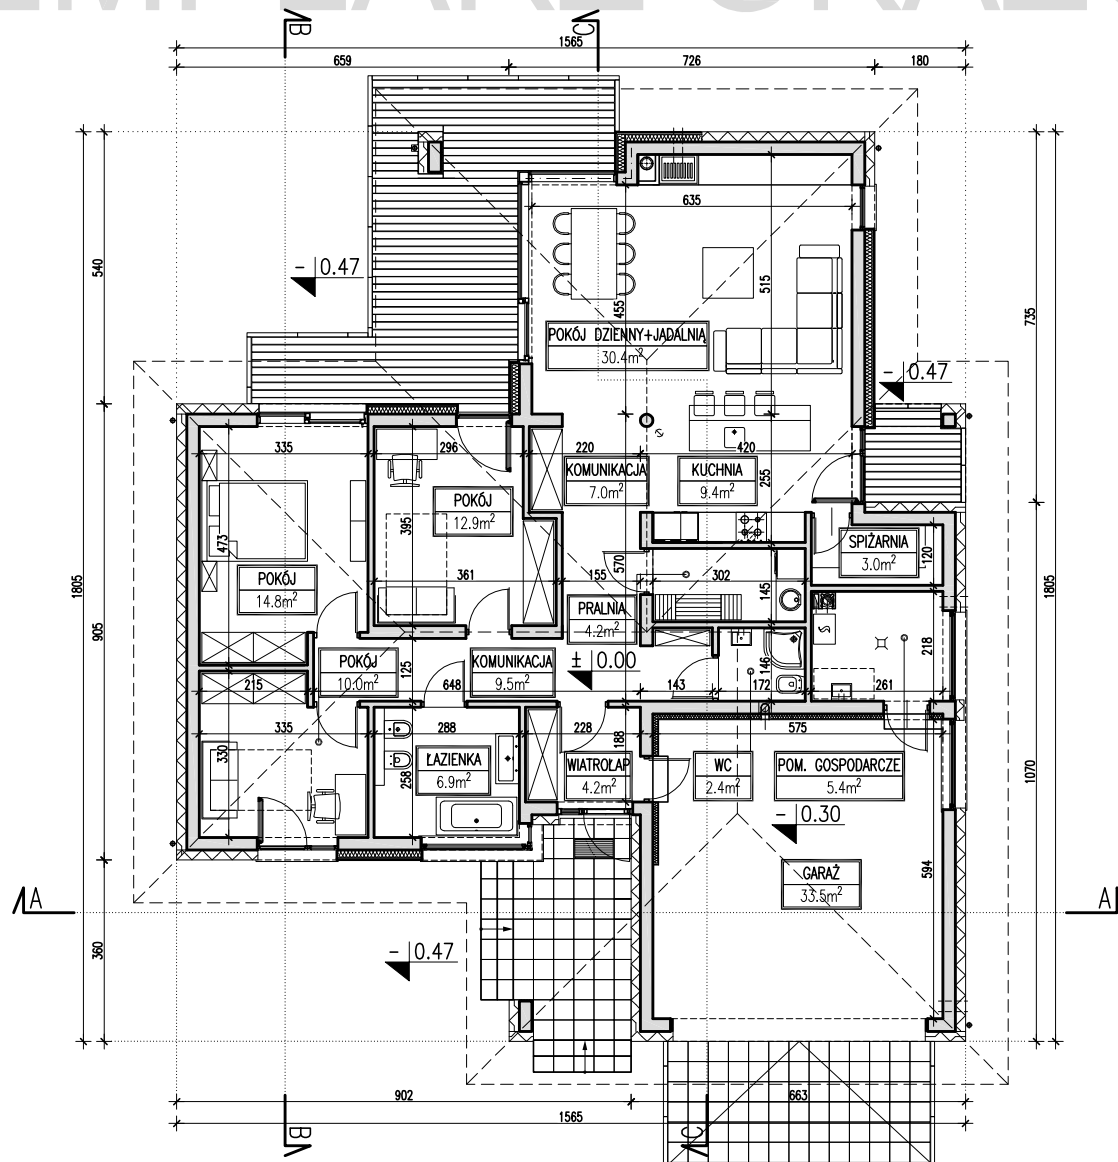 B
C
1565
659
726
180
635
- 0.47
540
455
515
735
POKÓJ DZIENNY+JADALNIA
30.4m²
- 0.47
335
296
220
420
KOMUNIKACJA
7.0m²
KUCHNIA
9.4m²
255
POKÓJ
12.9m²
395
473
SPIŻARNIA
3.0m²
120
570
POKÓJ
14.8m²
361
155
302
145
1805
905
1805
PRALNIA
4.2m²
218
146
125
± 0.00
POKÓJ
10.0m²
KOMUNIKACJA
9.5m²
215
648
143
172
261
335
288
228
188
575
330
258
ŁAZIENKA
6.9m²
WIATROŁAP
4.2m²
WC
2.4m²
POM. GOSPODARCZE
5.4m²
1070
- 0.30
GARAŻ
33.5m²
594
A
A
360
- 0.47
902
663
1565
B
C